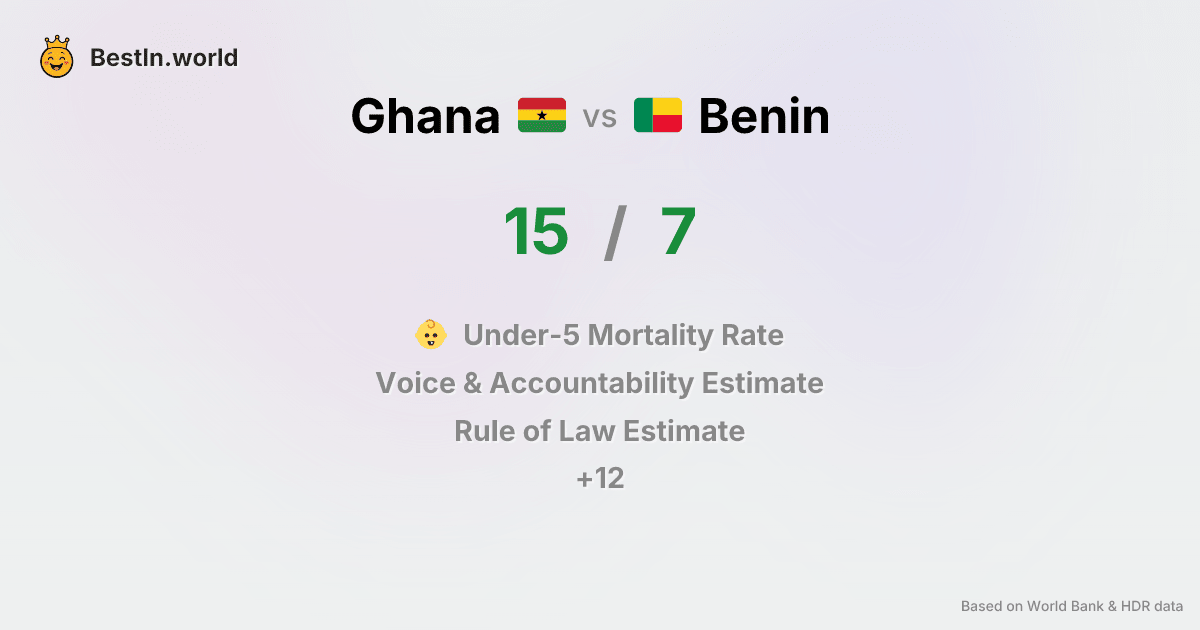 BestIn.world
Ghana vs Benin
15 / 7
Under-5 Mortality Rate
Voice & Accountability Estimate
Rule of Law Estimate
+12
Based on World Bank & HDR data